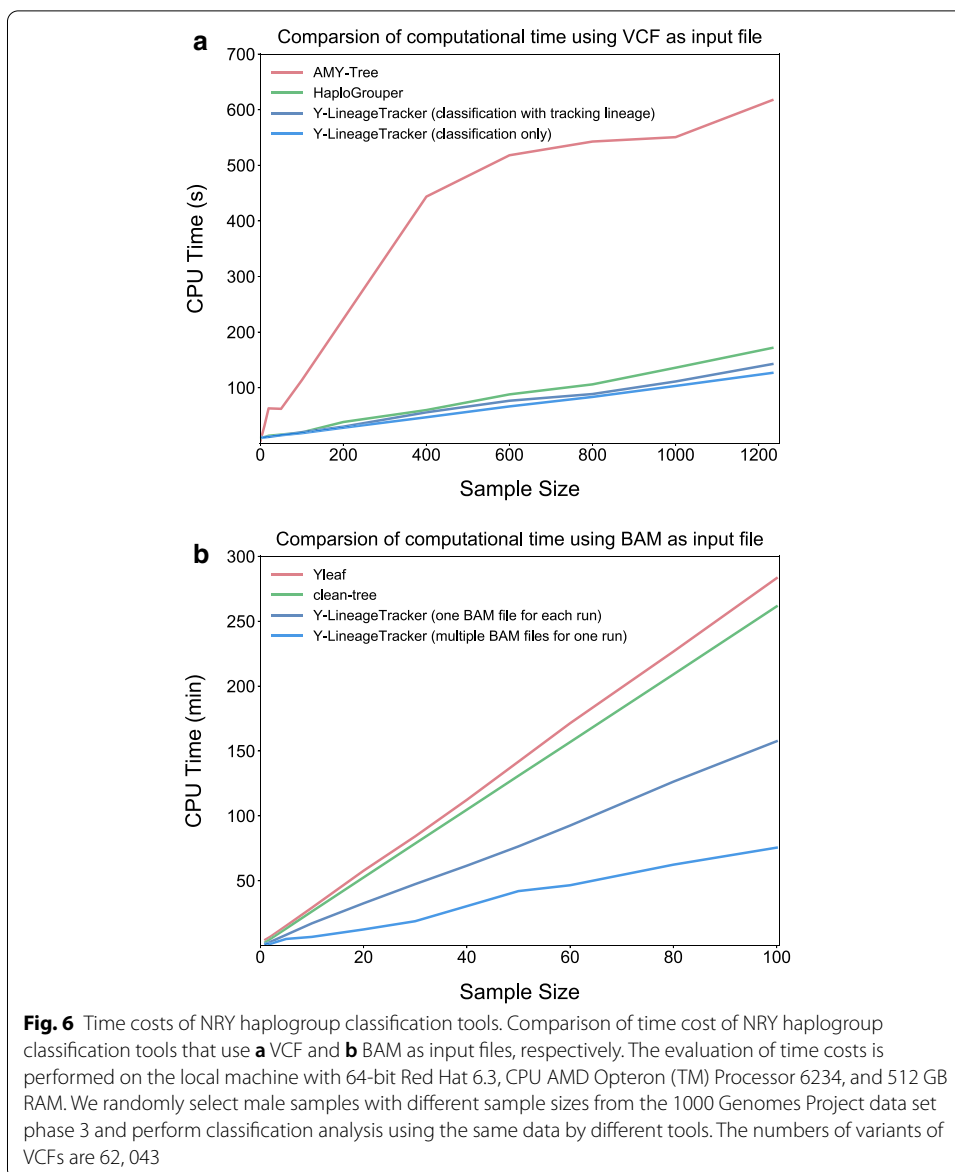 a
Comparsion of computational time using VCF as input file
700
600
500
400
300
200
100
CPU Time (s)
AMY-Tree
HaploGrouper
Y-LineageTracker (classification with tracking lineage)
Y-LineageTracker (classification only)
0 200 400 600 800 1000 1200
Sample Size
b
Comparsion of computational time using BAM as input file
300
250
200
150
100
50
CPU Time (min)
Yleaf
clean-tree
Y-LineageTracker (one BAM file for each run)
Y-LineageTracker (multiple BAM files for one run)
0 20 40 60 80 100
Sample Size
Fig. 6 Time costs of NRY haplogroup classification tools. Comparison of time cost of NRY haplogroup
classification tools that use a VCF and b BAM as input files, respectively. The evaluation of time costs is
performed on the local machine with 64-bit Red Hat 6.3, CPU AMD Opteron (TM) Processor 6234, and 512 GB
RAM. We randomly select male samples with different sample sizes from the 1000 Genomes Project data set
phase 3 and perform classification analysis using the same data by different tools. The numbers of variants of
VCFs are 62, 043